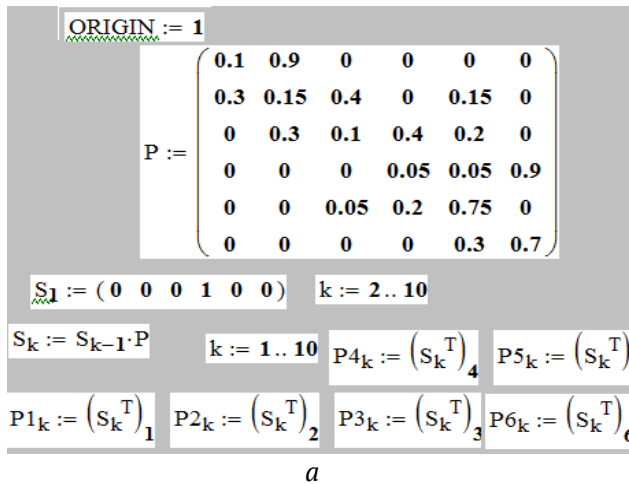 ORIGIN := 1
0.1 0.9 0 0 0 0
0.3 0.15 0.4 0 0.15 0
P := 0 0.3 0.1 0.4 0.2 0
0 0 0 0.05 0.05 0.9
0 0 0.05 0.2 0.75 0
0 0 0 0 0.3 0.7
S₁ := ( 0 0 0 1 0 0 ) k := 2 .. 10
Sₖ := Sₖ₋₁·P k := 1 .. 10 P4ₖ := (Sₖᵀ)₄ P5ₖ := (Sₖᵀ)
P1ₖ := (Sₖᵀ)₁ P2ₖ := (Sₖᵀ)₂ P3ₖ := (Sₖᵀ)₃ P6ₖ := (Sₖᵀ)₆
a